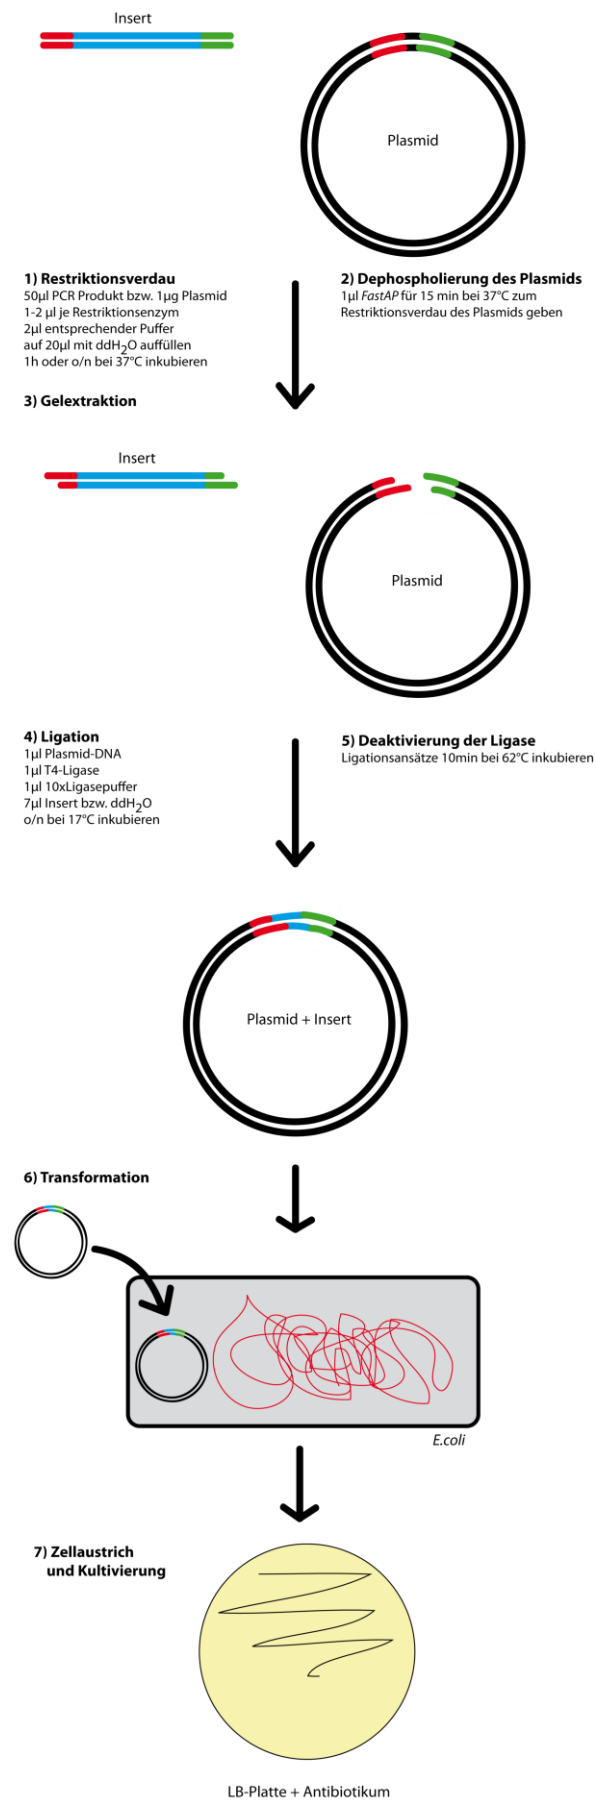 Insert
Plasmid
1) Restriktionsverdau
50µl PCR Produkt bzw. 1µg Plasmid
1-2 µl je Restriktionsenzym
2µl entsprechender Puffer
auf 20µl mit ddH2O auffüllen
1h oder o/n bei 37°C inkubieren
2) Dephospholierung des Plasmids
1µl FastAP für 15 min bei 37°C zum
Restriktionsverdau des Plasmids geben
3) Gelextraktion
Insert
Plasmid
4) Ligation
1µl Plasmid-DNA
1µl T4-Ligase
1µl 10xLigasepuffer
7µl Insert bzw. ddH2O
o/n bei 17°C inkubieren
5) Deaktivierung der Ligase
Ligationsansätze 10min bei 62°C inkubieren
Plasmid + Insert
6) Transformation
E.coli
7) Zellaustrich
und Kultivierung
LB-Platte + Antibiotikum